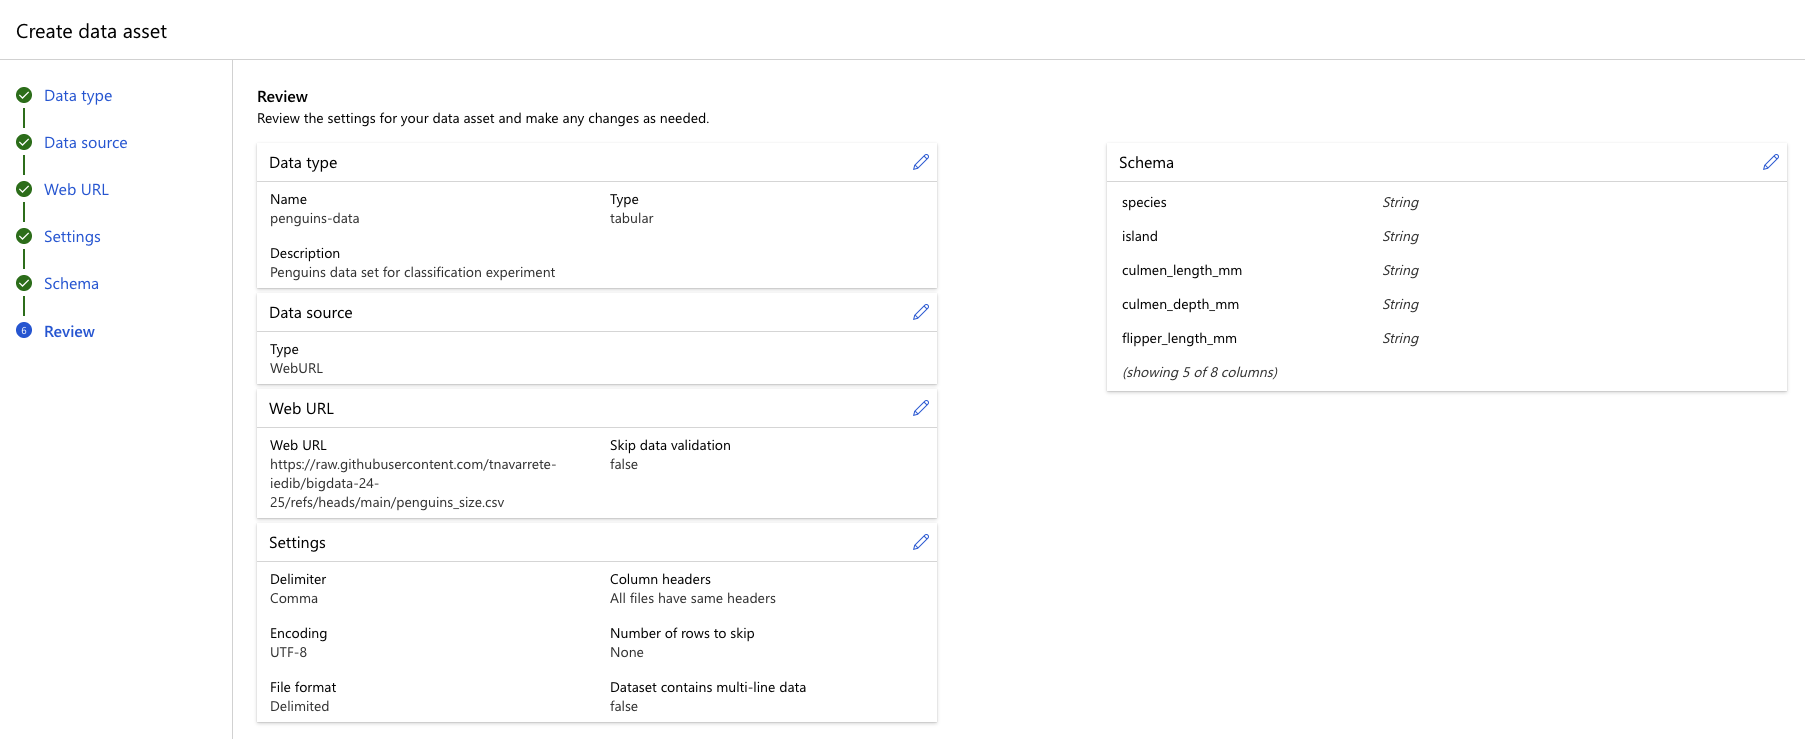 Create data asset
Data type
Data source
Web URL
Settings
Schema
6 Review
Review
Review the settings for your data asset and make any changes as needed.
Data type
Name Type
penguins-data tabular
Description
Penguins data set for classification experiment
Data source
Type
WebURL
Web URL
Web URL Skip data validation
https://raw.githubusercontent.com/tnavarrete- false
iedib/bigdata-24-
25/refs/heads/main/penguins_size.csv
Settings
Delimiter Column headers
Comma All files have same headers
Encoding Number of rows to skip
UTF-8 None
File format Dataset contains multi-line data
Delimited false
Schema
species String
island String
culmen_length_mm String
culmen_depth_mm String
flipper_length_mm String
(showing 5 of 8 columns)